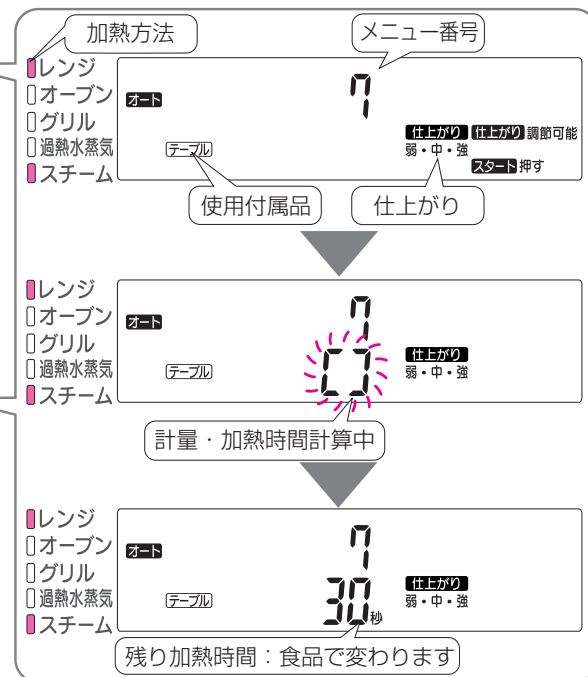 加熱方法
メニュー番号
レンジ
オーブン
グリル
過熱水蒸気
スチーム
オート
7
仕上がり 仕上がり 調節可能
テーブル
弱・中・強
スタート 押す
使用付属品
仕上がり
レンジ
オーブン
グリル
過熱水蒸気
スチーム
オート
7
仕上がり
テーブル
弱・中・強
計量・加熱時間計算中
レンジ
オーブン
グリル
過熱水蒸気
スチーム
オート
7
仕上がり
テーブル
30秒
弱・中・強
残り加熱時間：食品で変わります